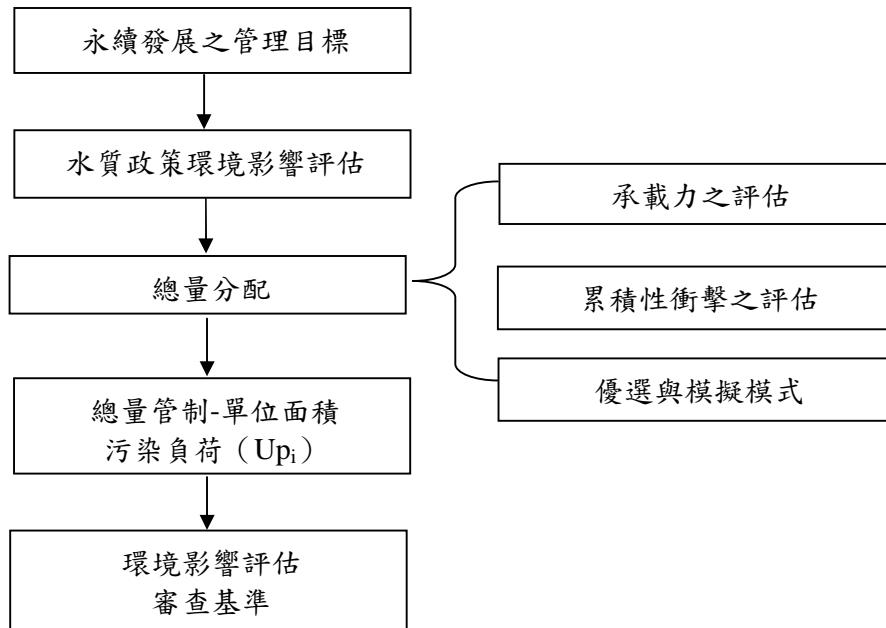 永續發展之管理目標
水質政策環境影響評估
總量分配
承載力之評估
累積性衝擊之評估
優選與模擬模式
總量管制-單位面積
污染負荷（Upi）
環境影響評估
審查基準